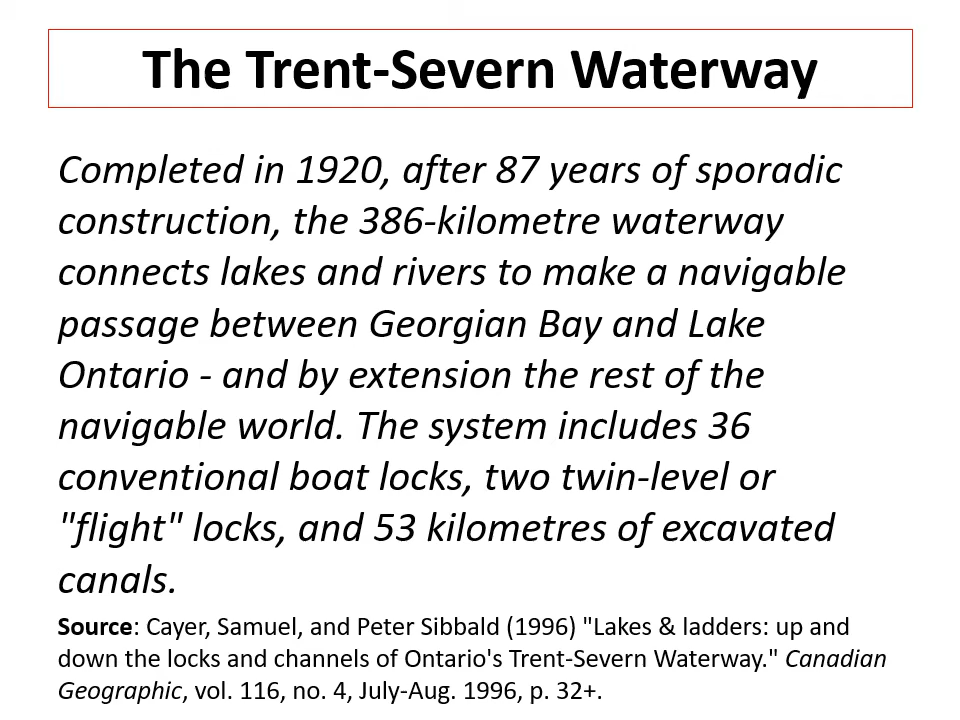 The Trent-Severn Waterway
Completed in 1920, after 87 years of sporadic
construction, the 386-kilometre waterway
connects lakes and rivers to make a navigable
passage between Georgian Bay and Lake
Ontario - and by extension the rest of the
navigable world. The system includes 36
conventional boat locks, two twin-level or
"flight" locks, and 53 kilometres of excavated
canals.
Source: Cayer, Samuel, and Peter Sibbald (1996) "Lakes & ladders: up and
down the locks and channels of Ontario's Trent-Severn Waterway." Canadian
Geographic, vol. 116, no. 4, July-Aug. 1996, p. 32+.